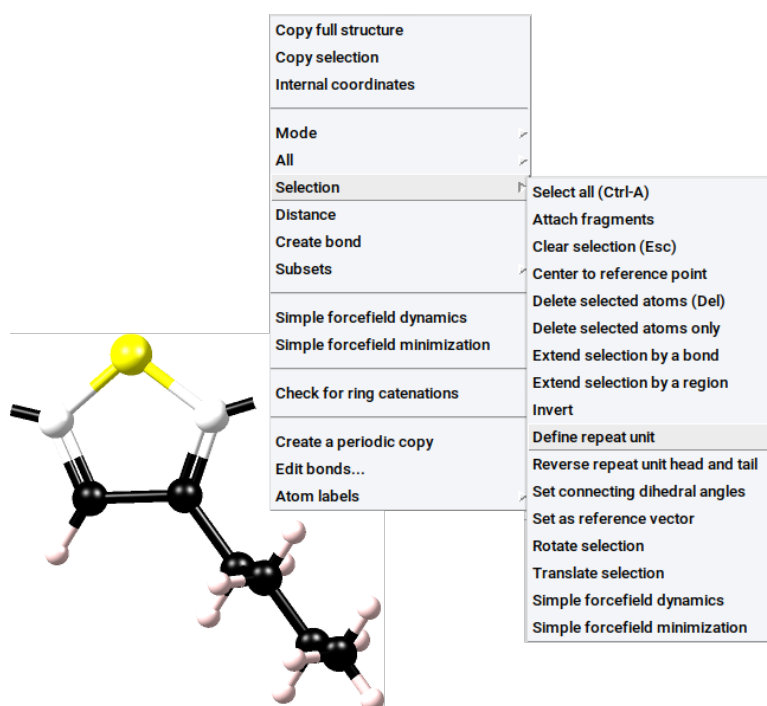 Copy full structure
Copy selection
Internal coordinates
Mode
All
Selection
Distance
Create bond
Subsets
Simple forcefield dynamics
Simple forcefield minimization
Check for ring catenations
Create a periodic copy
Edit bonds...
Atom labels
Select all (Ctrl-A)
Attach fragments
Clear selection (Esc)
Center to reference point
Delete selected atoms (Del)
Delete selected atoms only
Extend selection by a bond
Extend selection by a region
Invert
Define repeat unit
Reverse repeat unit head and tail
Set connecting dihedral angles
Set as reference vector
Rotate selection
Translate selection
Simple forcefield dynamics
Simple forcefield minimization